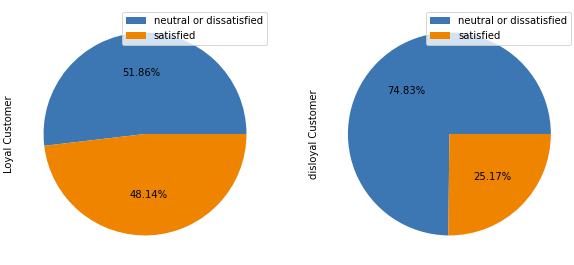 neutral or dissatisfied
satisfied
Loyal Customer
51.86%
48.14%
neutral or dissatisfied
satisfied
disloyal Customer
74.83%
25.17%